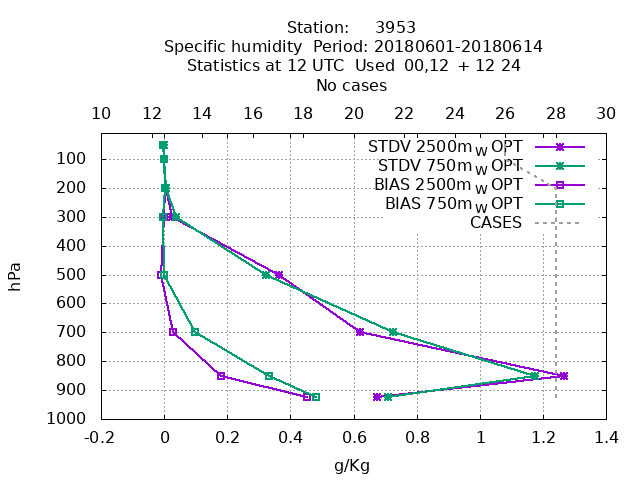 Station: 3953
Specific humidity Period: 20180601-20180614
Statistics at 12 UTC Used 00,12 + 12 24
No cases
10 12 14 16 18 20 22 24 26 28 30
STDV 2500m W OPT
STDV 750m W OPT
BIAS 2500m W OPT
BIAS 750m W OPT
CASES
hPa
100
200
300
400
500
600
700
800
900
1000
-0.2 0 0.2 0.4 0.6 0.8 1 1.2 1.4
g/Kg